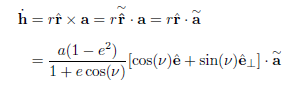 ḣ = r r̂ × a = r r̂̃ · a = r r̂ · ã
= a(1 − e²) / (1 + e cos(ν)) [cos(ν)ê + sin(ν)ê⊥] · ã